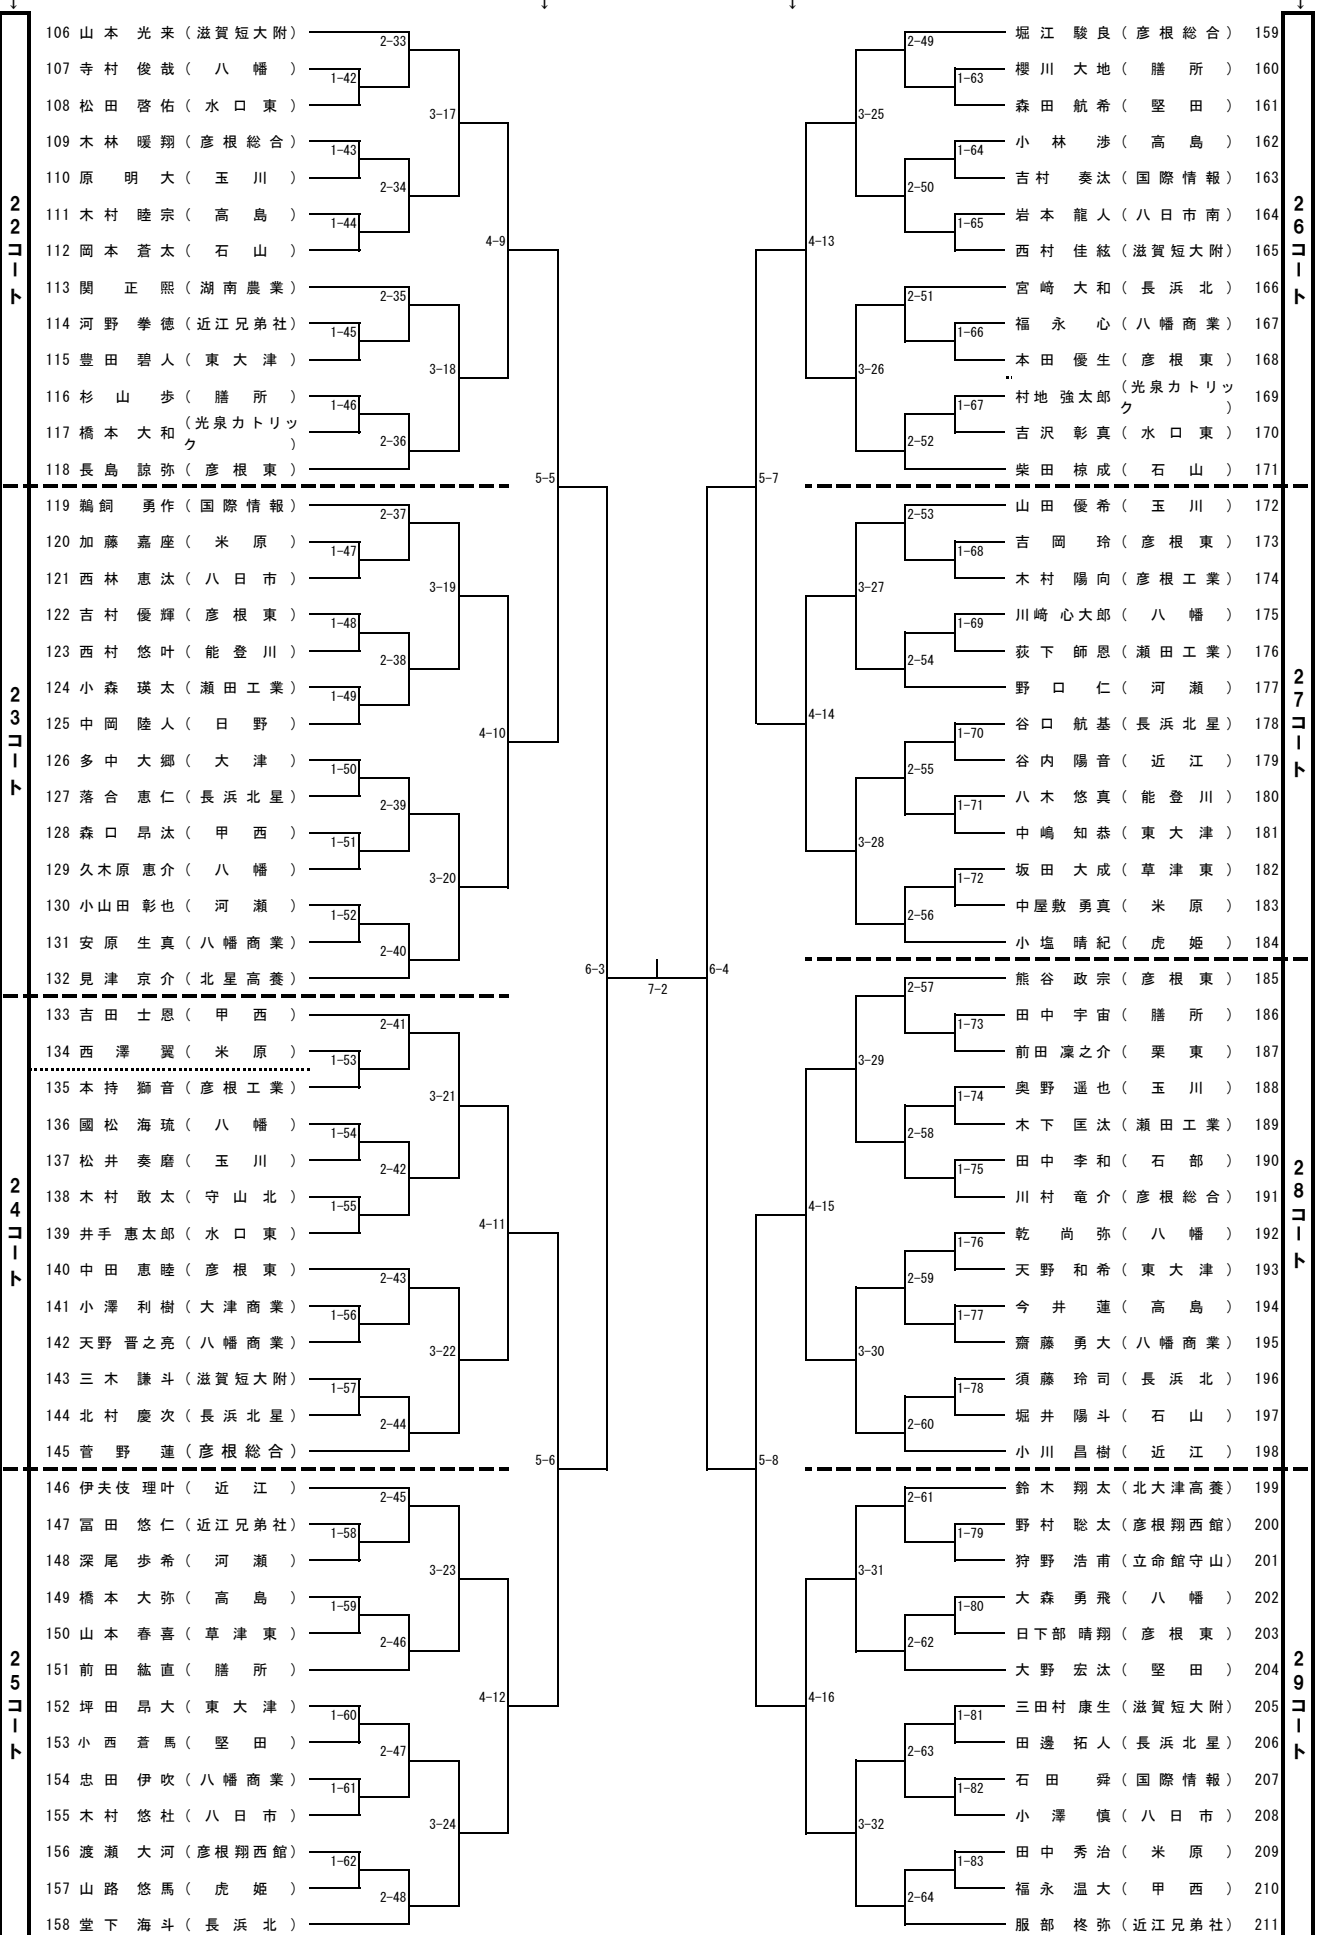 ↓ ↓ ↓ ↓
22コート
106 山本 光来 (滋賀短大附)
107 寺村 俊哉 (八幡)
108 松田 啓佑 (水口東)
109 木林 暖翔 (彦根総合)
110 原 明大 (玉川)
111 木村 睦宗 (高島)
112 岡本 蒼太 (石山)
113 関 正熙 (湖南農業)
114 河野 拳徳 (近江兄弟社)
115 豊田 碧人 (東大津)
116 杉山 歩 (膳所)
117 橋本 大和 (光泉カトリック)
118 長島 諒弥 (彦根東)
23コート
119 鵜飼 勇作 (国際情報)
120 加藤 嘉座 (米原)
121 西林 恵汰 (八日市)
122 吉村 優輝 (彦根東)
123 西村 悠叶 (能登川)
124 小森 瑛太 (瀬田工業)
125 中岡 陸人 (日野)
126 多中 大郷 (大津)
127 落合 恵仁 (長浜北星)
128 森口 昂汰 (甲西)
129 久木原 恵介 (八幡)
130 小山田 彰也 (河瀬)
131 安原 生真 (八幡商業)
132 見津 京介 (北星高養)
24コート
133 吉田 士恩 (甲西)
134 西澤 翼 (米原)
135 本持 獅音 (彦根工業)
136 國松 海琉 (八幡)
137 松井 奏磨 (玉川)
138 木村 敢太 (守山北)
139 井手 惠太郎 (水口東)
140 中田 恵睦 (彦根東)
141 小澤 利樹 (大津商業)
142 天野 晋之亮 (八幡商業)
143 三木 謙斗 (滋賀短大附)
144 北村 慶次 (長浜北星)
145 菅野 蓮 (彦根総合)
25コート
146 伊夫伎 理叶 (近江)
147 冨田 悠仁 (近江兄弟社)
148 深尾 歩希 (河瀬)
149 橋本 大弥 (高島)
150 山本 春喜 (草津東)
151 前田 紘直 (膳所)
152 坪田 昂大 (東大津)
153 小西 蒼馬 (堅田)
154 忠田 伊吹 (八幡商業)
155 木村 悠杜 (八日市)
156 渡瀬 大河 (彦根翔西館)
157 山路 悠馬 (虎姫)
158 堂下 海斗 (長浜北)
2-33
1-42
3-17
1-43
2-34
1-44
4-9
2-35
1-45
3-18
1-46
2-36
5-5
2-37
1-47
3-19
1-48
2-38
1-49
4-10
1-50
2-39
1-51
3-20
1-52
2-40
6-3
2-41
1-53
3-21
1-54
2-42
1-55
4-11
2-43
1-56
3-22
1-57
2-44
5-6
2-45
1-58
3-23
1-59
2-46
4-12
1-60
2-47
1-61
3-24
1-62
2-48
7-2
2-49
1-63
3-25
1-64
2-50
1-65
4-13
2-51
1-66
3-26
1-67
2-52
5-7
2-53
1-68
3-27
1-69
2-54
4-14
1-70
2-55
1-71
3-28
1-72
2-56
6-4
2-57
1-73
3-29
1-74
2-58
1-75
4-15
1-76
2-59
1-77
3-30
1-78
2-60
5-8
2-61
1-79
3-31
1-80
2-62
4-16
1-81
2-63
1-82
3-32
1-83
2-64
26コート
堀江 駿良 (彦根総合) 159
櫻川 大地 (膳所) 160
森田 航希 (堅田) 161
小林 渉 (高島) 162
吉村 奏汰 (国際情報) 163
岩本 龍人 (八日市南) 164
西村 佳絃 (滋賀短大附) 165
宮﨑 大和 (長浜北) 166
福永 心 (八幡商業) 167
本田 優生 (彦根東) 168
村地 強太郎 (光泉カトリック) 169
吉沢 彰真 (水口東) 170
柴田 椋成 (石山) 171
27コート
山田 優希 (玉川) 172
吉岡 玲 (彦根東) 173
木村 陽向 (彦根工業) 174
川﨑 心大郎 (八幡) 175
荻下 師恩 (瀬田工業) 176
野口 仁 (河瀬) 177
谷口 航基 (長浜北星) 178
谷内 陽音 (近江) 179
八木 悠真 (能登川) 180
中嶋 知恭 (東大津) 181
坂田 大成 (草津東) 182
中屋敷 勇真 (米原) 183
小塩 晴紀 (虎姫) 184
28コート
熊谷 政宗 (彦根東) 185
田中 宇宙 (膳所) 186
前田 凜之介 (栗東) 187
奥野 遥也 (玉川) 188
木下 匡汰 (瀬田工業) 189
田中 李和 (石部) 190
川村 竜介 (彦根総合) 191
乾 尚弥 (八幡) 192
天野 和希 (東大津) 193
今井 蓮 (高島) 194
齋藤 勇大 (八幡商業) 195
須藤 玲司 (長浜北) 196
堀井 陽斗 (石山) 197
小川 昌樹 (近江) 198
29コート
鈴木 翔太 (北大津高養) 199
野村 聡太 (彦根翔西館) 200
狩野 浩甫 (立命館守山) 201
大森 勇飛 (八幡) 202
日下部 晴翔 (彦根東) 203
大野 宏汰 (堅田) 204
三田村 康生 (滋賀短大附) 205
田邊 拓人 (長浜北星) 206
石田 舜 (国際情報) 207
小澤 慎 (八日市) 208
田中 秀治 (米原) 209
福永 温大 (甲西) 210
服部 柊弥 (近江兄弟社) 211